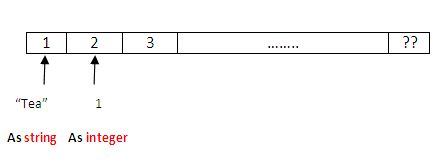 1 2 3 …..... ??
“Tea” 1
As string As integer